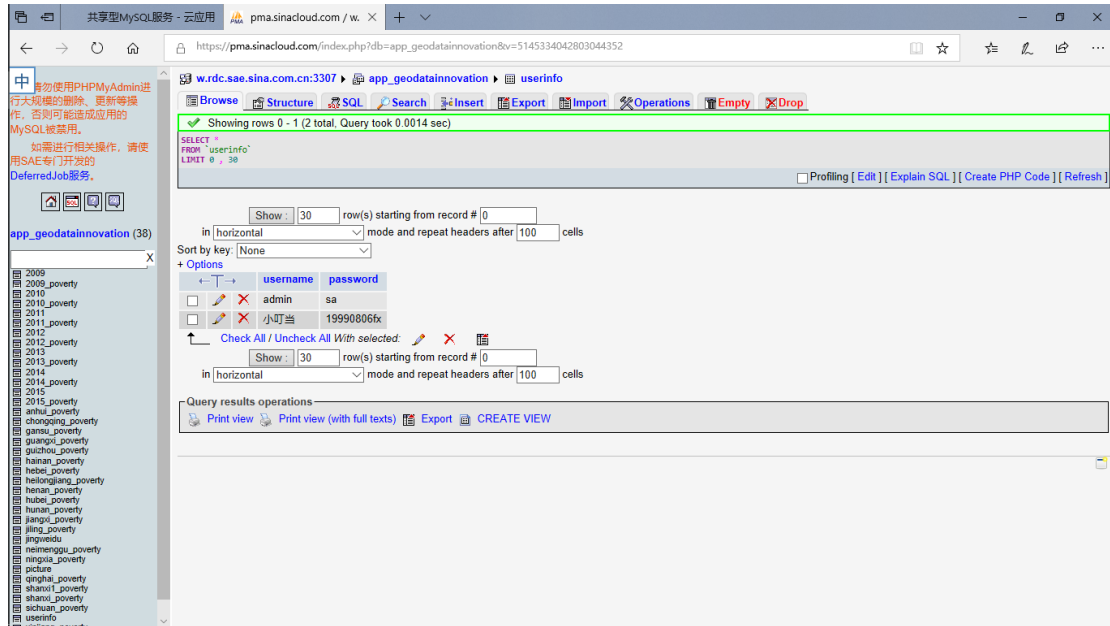 共享型MySQL服务 - 云应用
pma.sinacloud.com / w.
https://pma.sinacloud.com/index.php?db=app_geodatainnovation&v=5145334042803044352
中
请勿使用PHPMyAdmin进
行大规模的删除、更新等操
作，否则可能造成应用的
MySQL被禁用。
如需进行相关操作，请使
用SAE专门开发的
DeferredJob服务。
app_geodatainnovation (38)
X
2009
2009_poverty
2010
2010_poverty
2011
2011_poverty
2012
2012_poverty
2013
2013_poverty
2014
2014_poverty
2015
2015_poverty
anhui_poverty
chongqing_poverty
gansu_poverty
guangxi_poverty
guizhou_poverty
hainan_poverty
hebei_poverty
heilongjiang_poverty
henan_poverty
hubei_poverty
hunan_poverty
jiangxi_poverty
jiling_poverty
jingweidu
neimenggu_poverty
ningxia_poverty
picture
qinghai_poverty
shanxi1_poverty
shanxi_poverty
sichuan_poverty
userinfo
w.rdc.sae.sina.com.cn:3307 app_geodatainnovation userinfo
Browse Structure SQL Search Insert Export Import Operations Empty Drop
Showing rows 0 - 1 (2 total, Query took 0.0014 sec)
SELECT *
FROM `userinfo`
LIMIT 0 , 30
Profiling [ Edit ] [ Explain SQL ] [ Create PHP Code ] [ Refresh ]
Show : 30 row(s) starting from record # 0
in horizontal mode and repeat headers after 100 cells
Sort by key: None
+ Options
←T→ username password
admin sa
小叮当 19990806fx
Check All / Uncheck All With selected:
Show : 30 row(s) starting from record # 0
in horizontal mode and repeat headers after 100 cells
Query results operations
Print view Print view (with full texts) Export CREATE VIEW